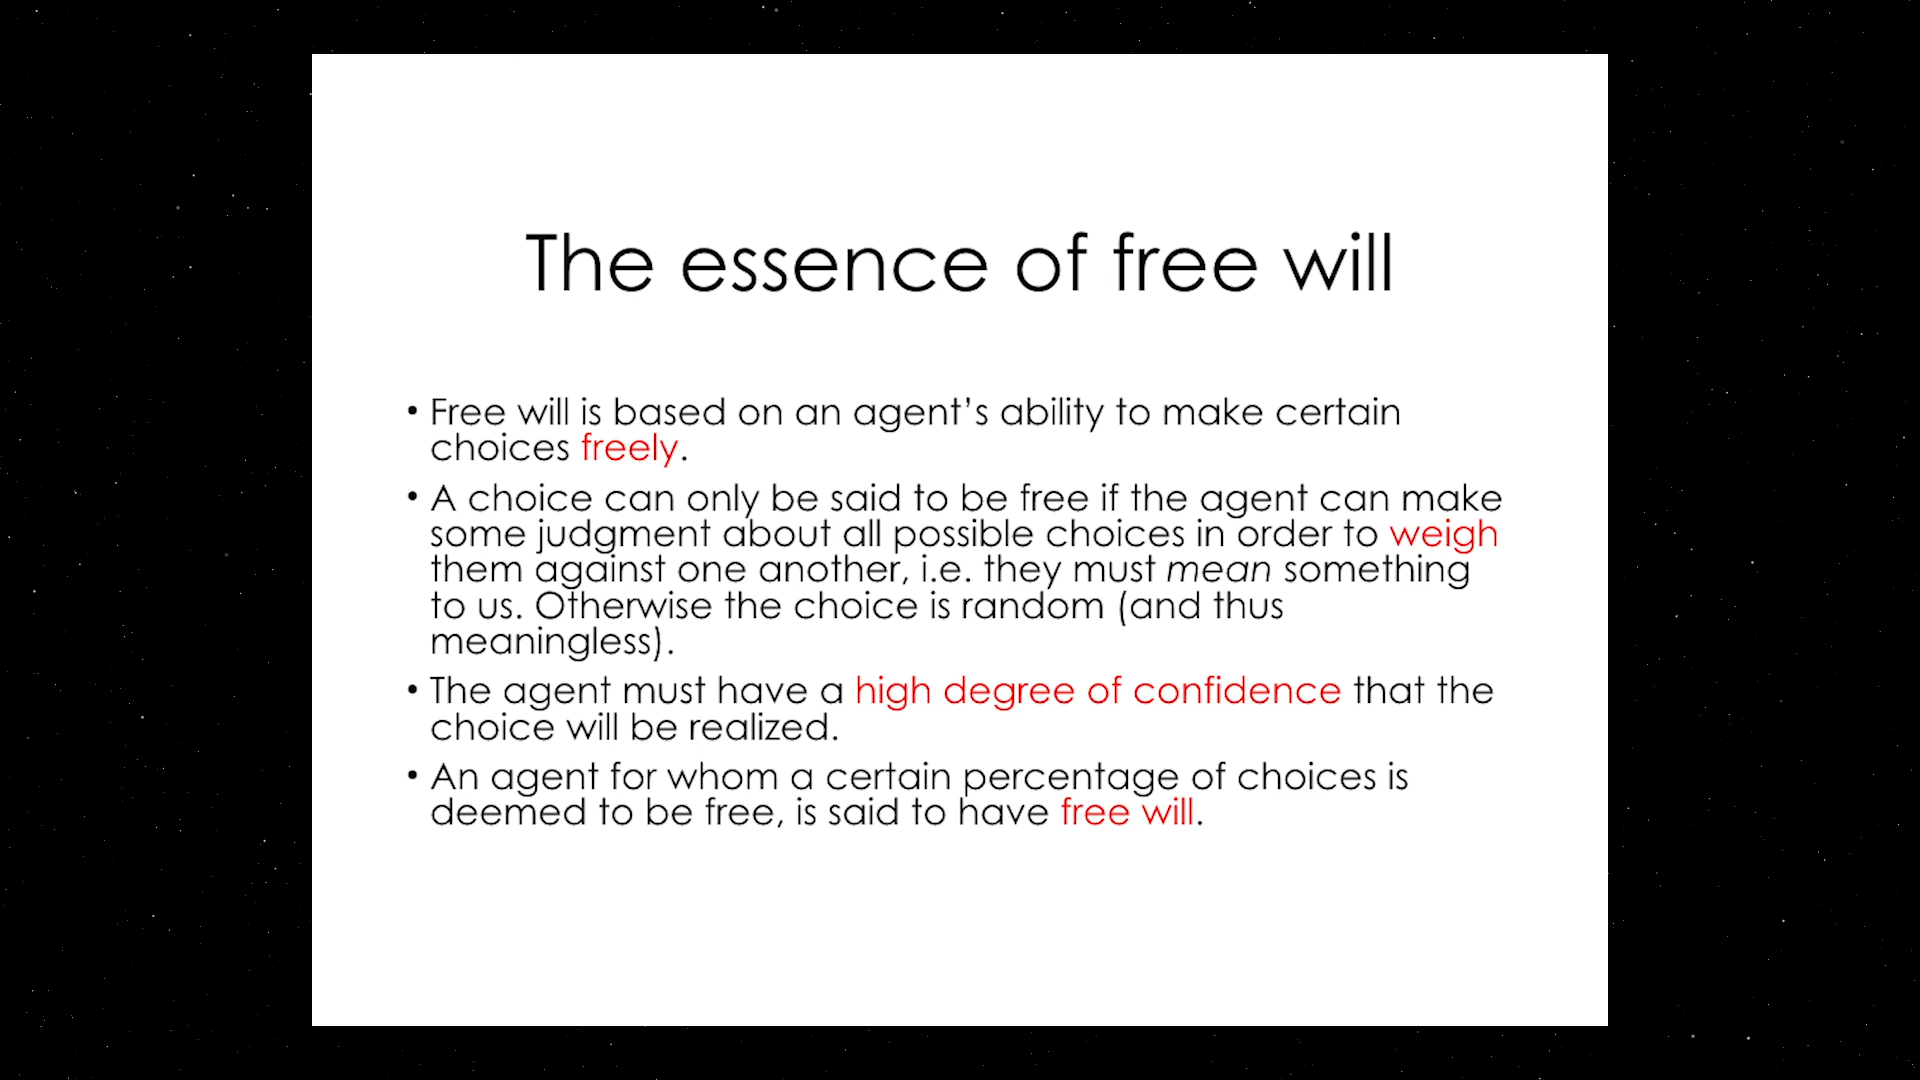 The essence of free will
• Free will is based on an agent’s ability to make certain
choices freely.
• A choice can only be said to be free if the agent can make
some judgment about all possible choices in order to weigh
them against one another, i.e. they must mean something
to us. Otherwise the choice is random (and thus
meaningless).
• The agent must have a high degree of confidence that the
choice will be realized.
• An agent for whom a certain percentage of choices is
deemed to be free, is said to have free will.